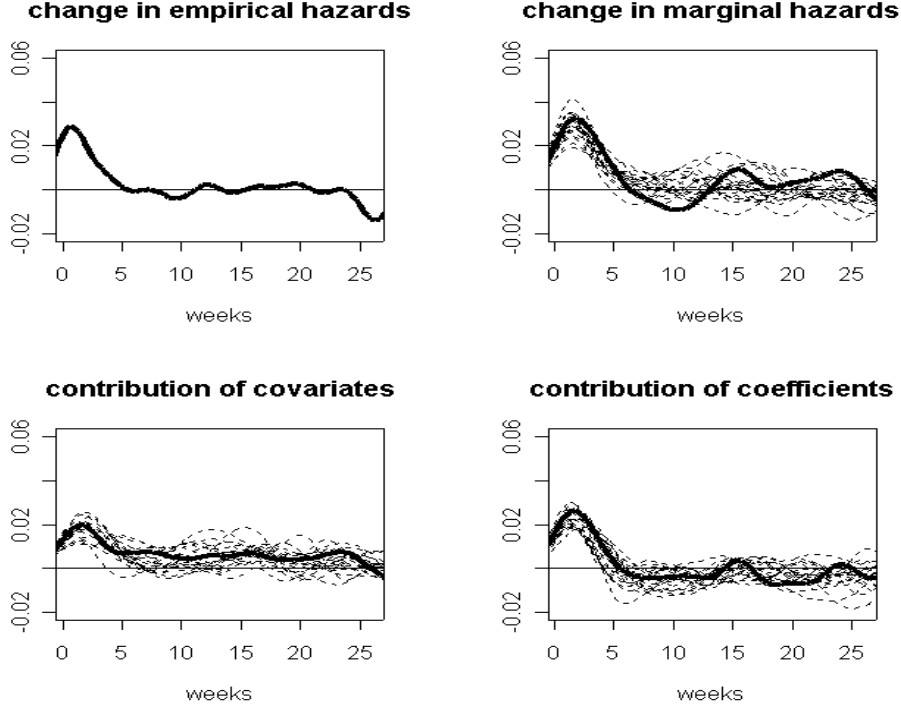 change in empirical hazards
0.06
0.02
-0.02
0 5 10 15 20 25
weeks
change in marginal hazards
0.06
0.02
-0.02
0 5 10 15 20 25
weeks
contribution of covariates
0.06
0.02
-0.02
0 5 10 15 20 25
weeks
contribution of coefficients
0.06
0.02
-0.02
0 5 10 15 20 25
weeks